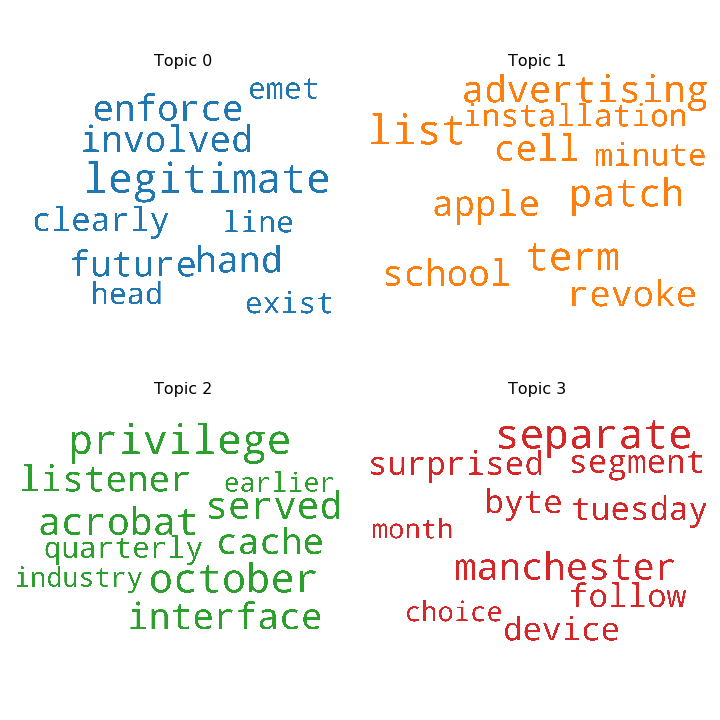 Topic 0
emet
enforce
involved
legitimate
clearly line
future hand
head exist
Topic 1
advertising
list installation
cell minute
apple patch
school term
revoke
Topic 2
privilege
listener earlier
acrobat served
quarterly cache
industry october
interface
Topic 3
separate
surprised segment
byte tuesday
month
manchester
choice follow
device